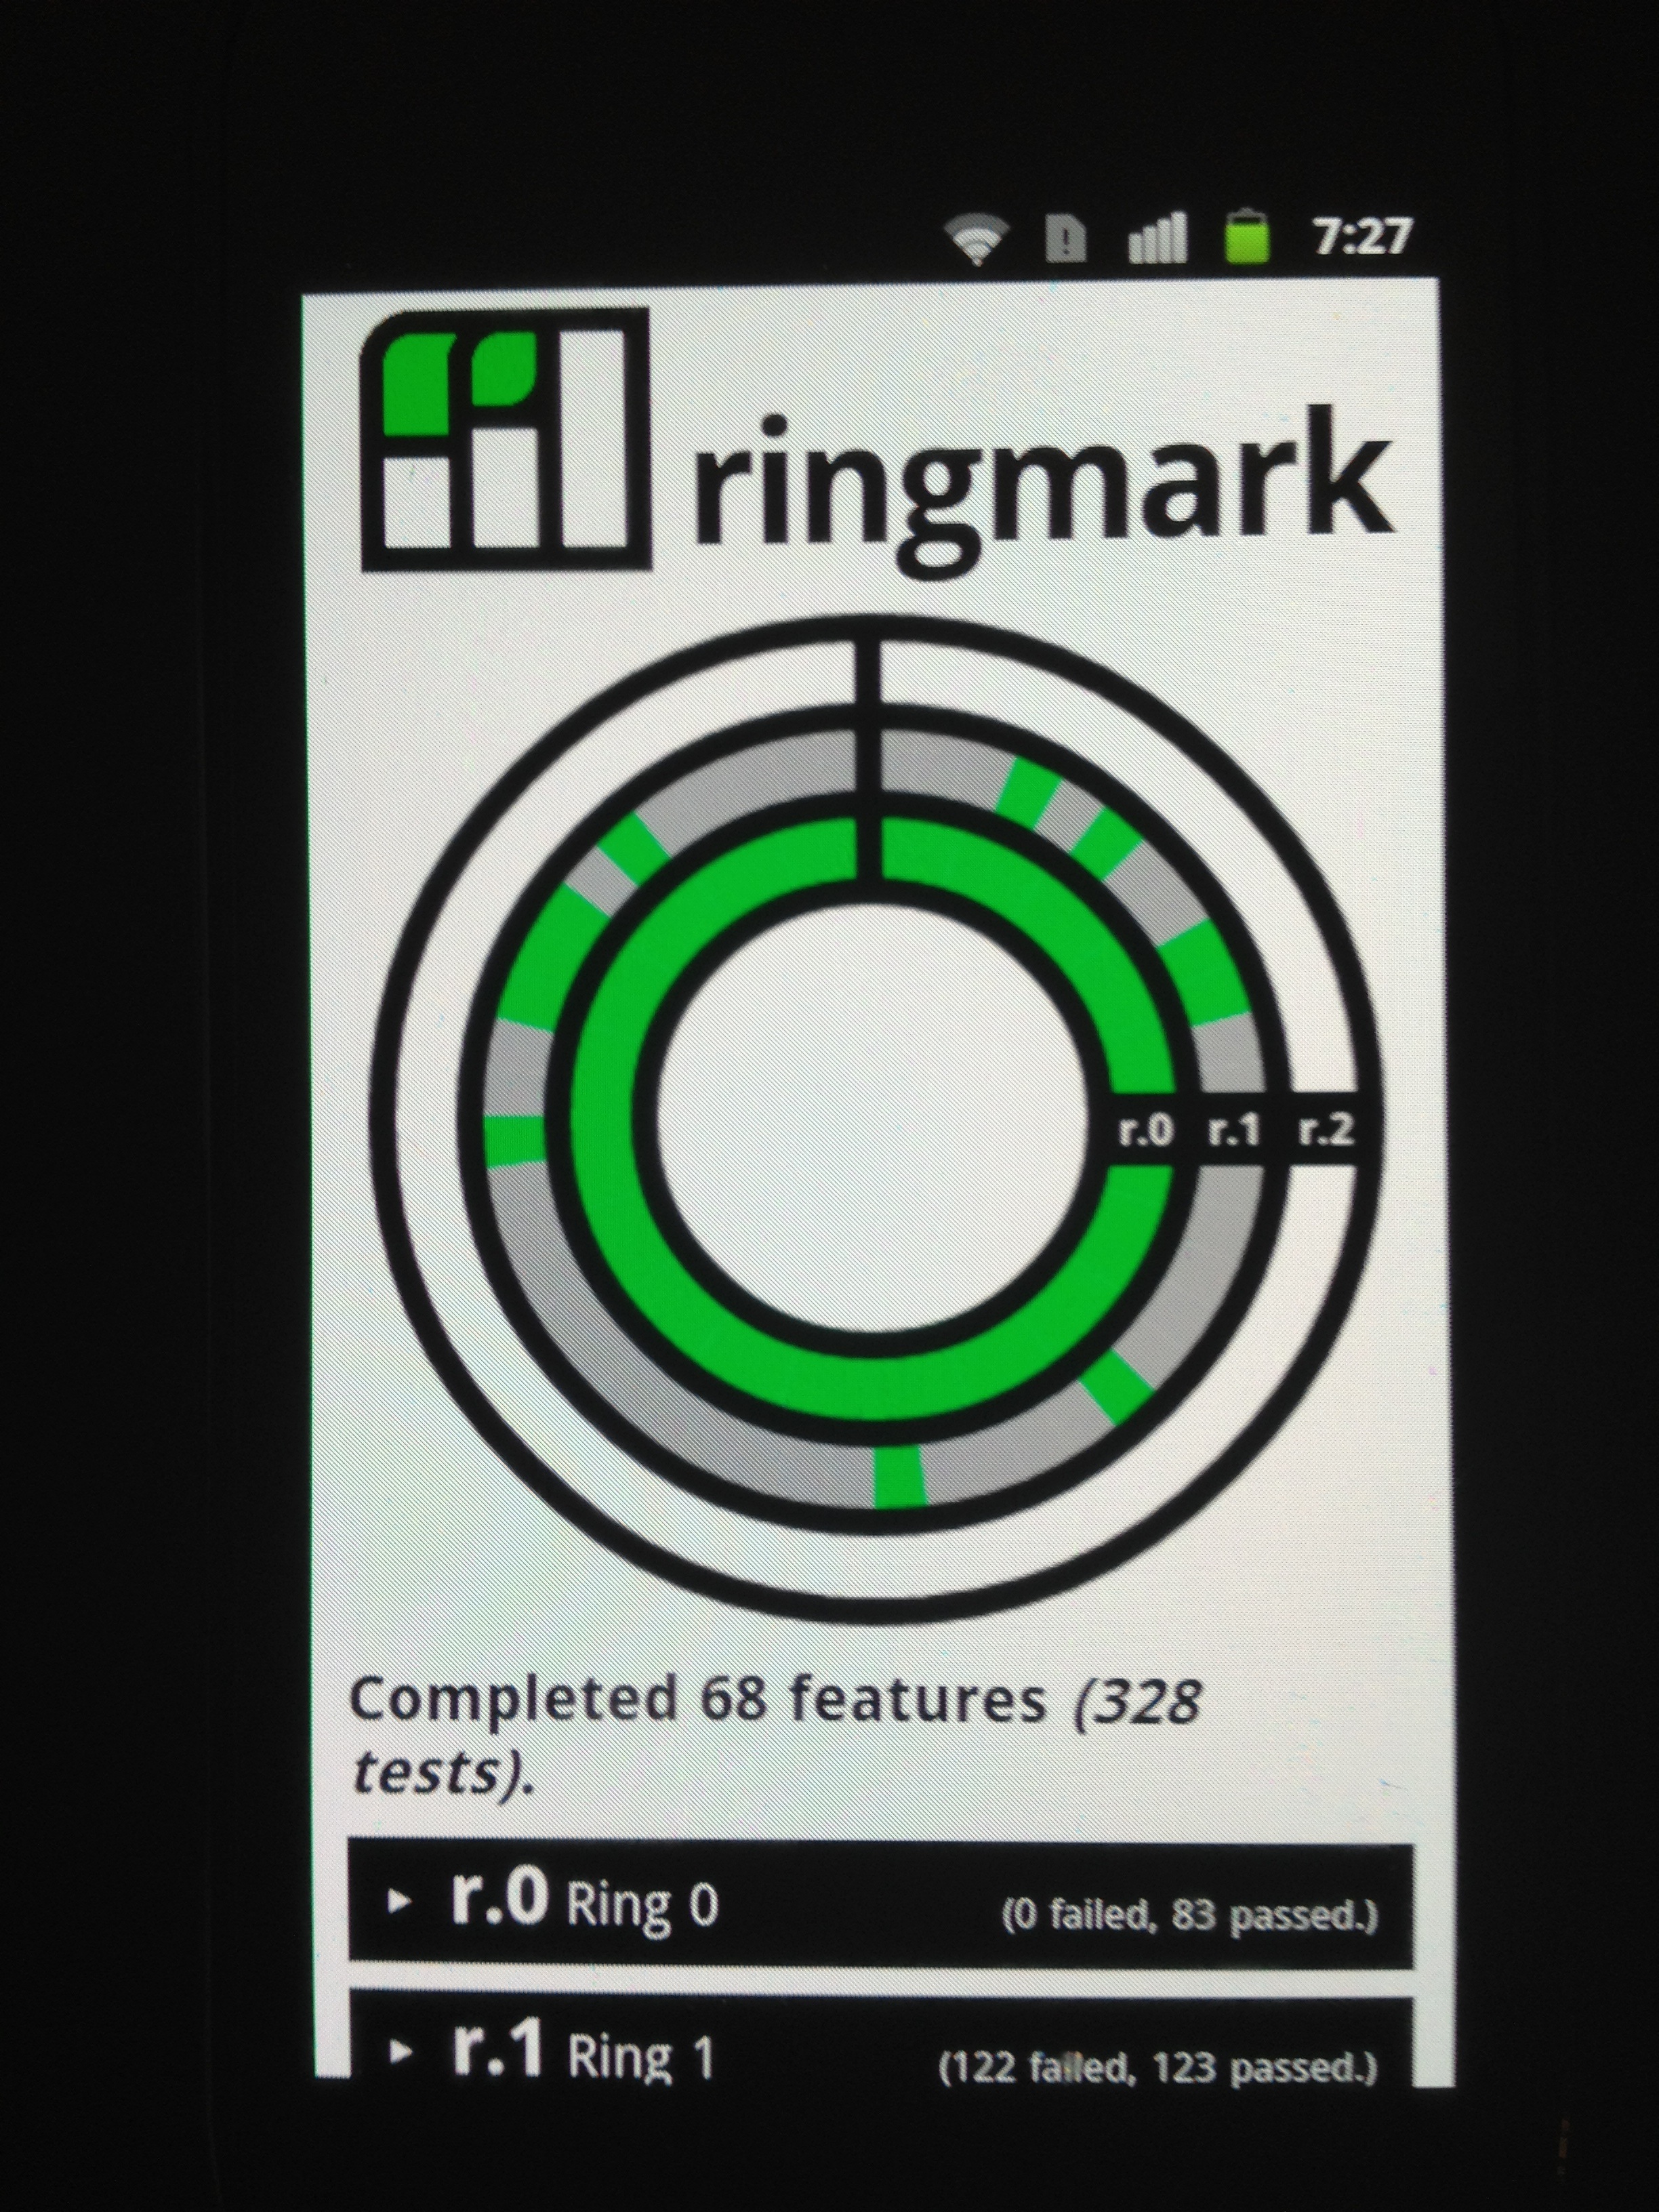 7:27
ringmark
r.0 r.1 r.2
Completed 68 features (328
tests).
r.0 Ring 0 (0 failed, 83 passed.)
r.1 Ring 1 (122 failed, 123 passed.)